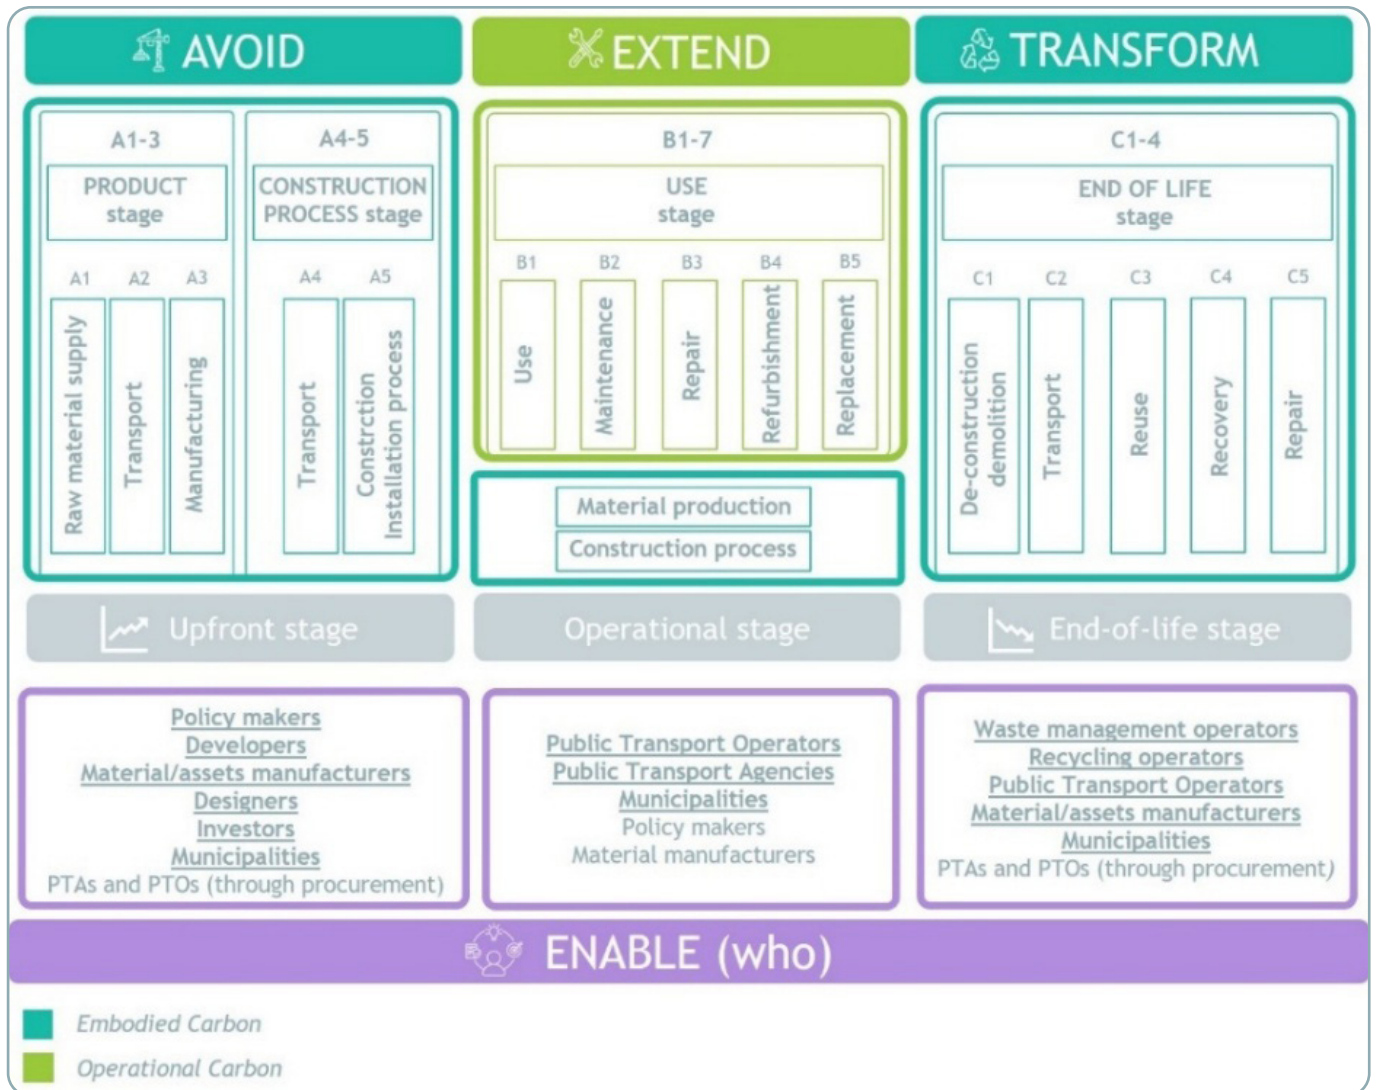 AVOID
EXTEND
TRANSFORM
A1-3
PRODUCT
stage
A1
A2
A3
Raw material supply
Transport
Manufacturing
A4-5
CONSTRUCTION
PROCESS stage
A4
A5
Transport
Constrction
Installation process
B1-7
USE
stage
B1
B2
B3
B4
B5
Use
Maintenance
Repair
Refurbishment
Replacement
Material production
Construction process
C1-4
END OF LIFE
stage
C1
C2
C3
C4
C5
De-construction
demolition
Transport
Reuse
Recovery
Repair
Upfront stage
Operational stage
End-of-life stage
Policy makers
Developers
Material/assets manufacturers
Designers
Investors
Municipalities
PTAs and PTOs (through procurement)
Public Transport Operators
Public Transport Agencies
Municipalities
Policy makers
Material manufacturers
Waste management operators
Recycling operators
Public Transport Operators
Material/assets manufacturers
Municipalities
PTAs and PTOs (through procurement)
ENABLE (who)
Embodied Carbon
Operational Carbon